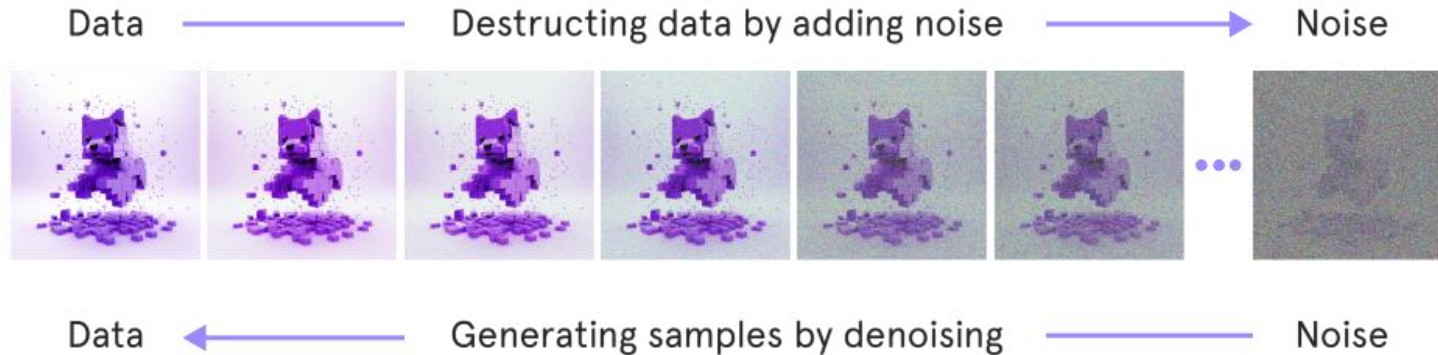 Data Destructing data by adding noise Noise
Data Generating samples by denoising Noise